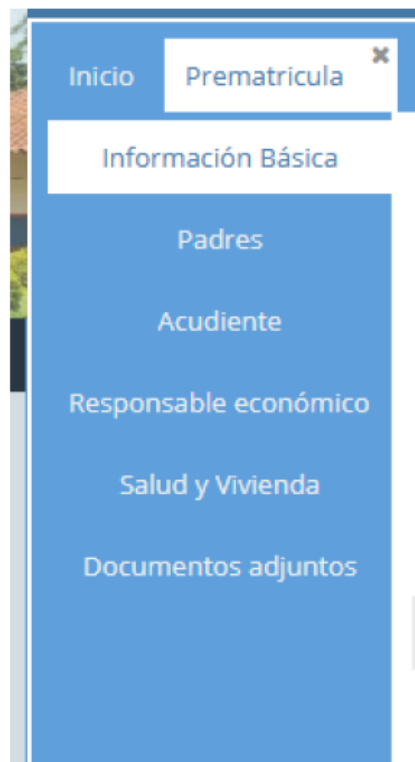 Inicio Prematricula ✖
Información Básica
Padres
Acudiente
Responsable económico
Salud y Vivienda
Documentos adjuntos